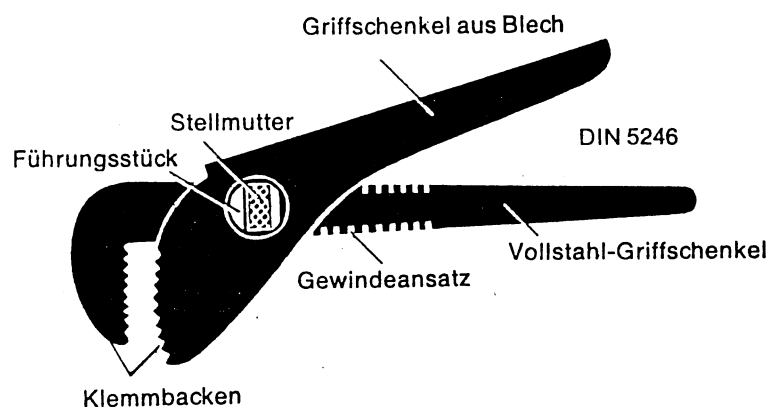 Griffschenkel aus Blech
Stellmutter
DIN 5246
Führungsstück
Vollstahl-Griffschenkel
Gewindeansatz
Klemmbacken